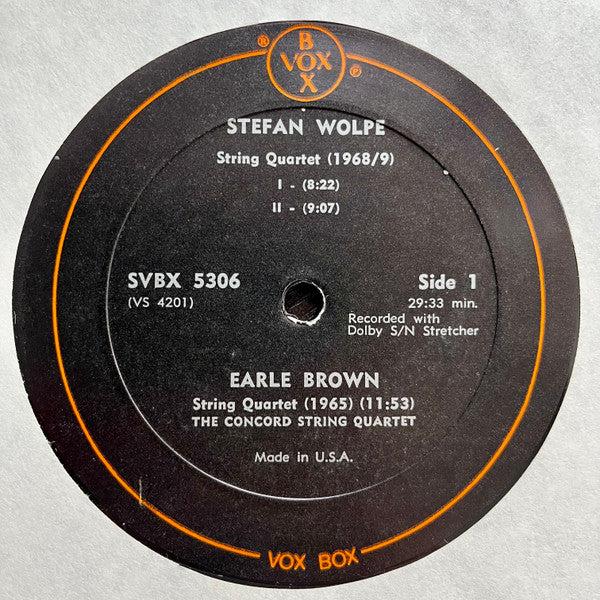 BOX
VOX
® ℗
STEFAN WOLPE
String Quartet (1968/9)
I - (8:22)
II - (9:07)
SVBX 5306
(VS 4201)
Side 1
29:33 min.
Recorded with
Dolby S/N Stretcher
EARLE BROWN
String Quartet (1965) (11:53)
THE CONCORD STRING QUARTET
Made in U.S.A.
VOX BOX